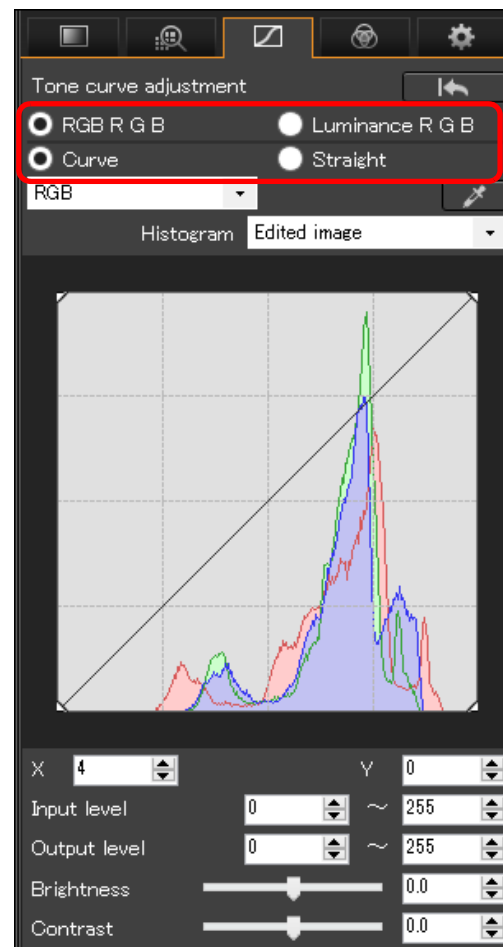 Tone curve adjustment
RGB R G B Luminance R G B
Curve Straight
RGB
Histogram Edited image
X 4 Y 0
Input level 0 ~ 255
Output level 0 ~ 255
Brightness 0.0
Contrast 0.0